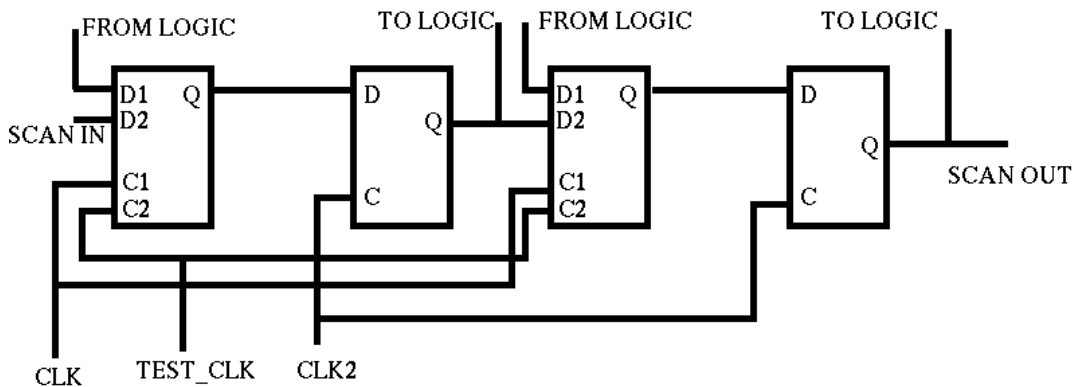 FROM LOGIC
TO LOGIC
FROM LOGIC
TO LOGIC
D1
Q
D
D1
Q
D
D2
Q
D2
SCAN IN
Q
SCAN OUT
C1
C
C1
C
C2
C2
CLK
TEST_CLK
CLK2